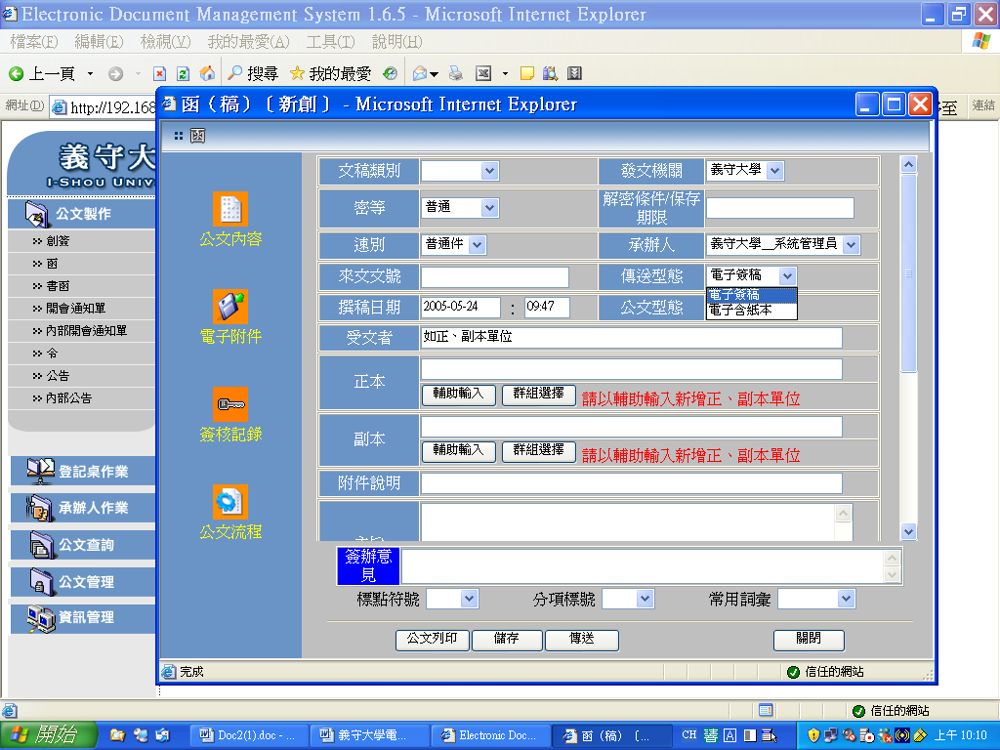 Electronic Document Management System 1.6.5 - Microsoft Internet Explorer
檔案(F) 編輯(E) 檢視(V) 我的最愛(A) 工具(T) 說明(H)
上一頁 搜尋 我的最愛
網址(D) http://192.168 至 連結
函（稿）〔新創〕 - Microsoft Internet Explorer
函
義守大
I-SHOU UNIV
公文製作
創簽
函
書函
開會通知單
內部開會通知單
令
公告
內部公告
登記桌作業
承辦人作業
公文查詢
公文管理
資訊管理
公文內容
電子附件
簽核記錄
公文流程
文稿類別 發文機關 義守大學
密等 普通 解密條件/保存期限
速別 普通件 承辦人 義守大學__系統管理員
來文文號 傳送型態 電子簽稿
電子簽稿
電子含紙本
撰稿日期 2005-05-24 : 09:47 公文型態
受文者 如正、副本單位
正本
輔助輸入 群組選擇 請以輔助輸入新增正、副本單位
副本
輔助輸入 群組選擇 請以輔助輸入新增正、副本單位
附件說明
主旨
簽辦意見
標點符號 分項標號 常用詞彙
公文列印 儲存 傳送 關閉
完成 信任的網站
信任的網站
開始 Doc2(1).doc - ... 義守大學電... Electronic Doc... 函（稿）〔... CH 上午 10:10